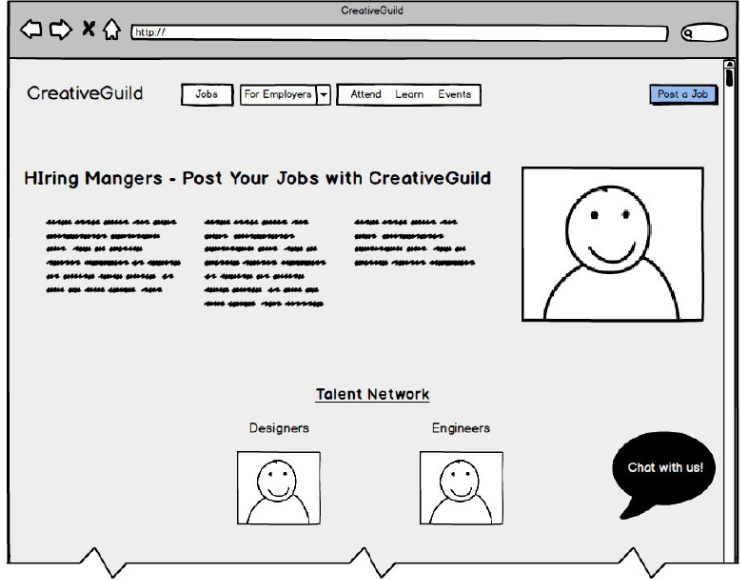 CreativeGuild
http://
CreativeGuild
Jobs
For Employers
Attend Learn Events
Post a Job
HIring Mangers - Post Your Jobs with CreativeGuild
Talent Network
Designers
Engineers
Chat with us!